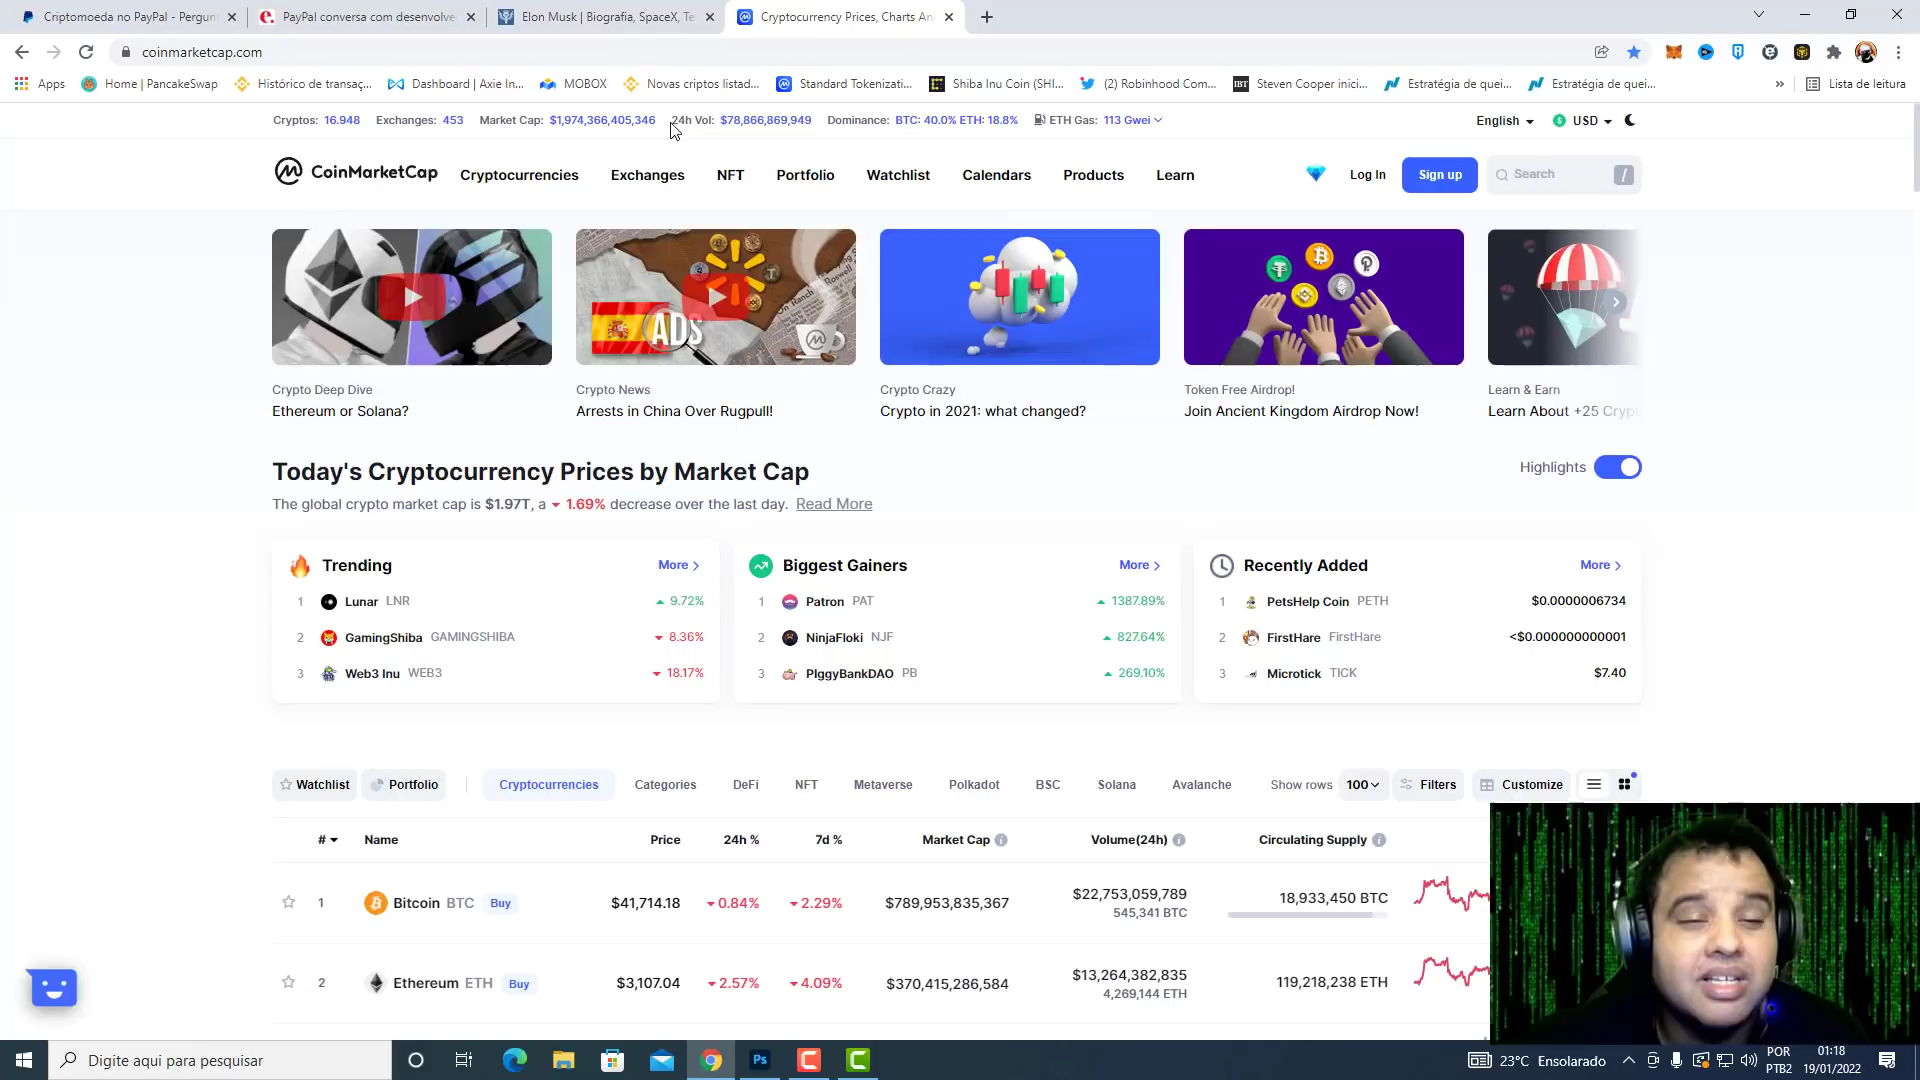 Criptomoeda no PayPal - Pergun
PayPal conversa com desenvolve
Elon Musk | Biografia, SpaceX, Te
Cryptocurrency Prices, Charts An
coinmarketcap.com
Apps
Home | PancakeSwap
Histórico de transaç...
Dashboard | Axie In...
MOBOX
Novas criptos listad...
Standard Tokenizati...
Shiba Inu Coin (SHI...
(2) Robinhood Com...
IBT
Steven Cooper inici...
Estratégia de quei...
Estratégia de quei...
»
Lista de leitura
Cryptos: 16.948
Exchanges: 453
Market Cap: $1,974,366,405,346
24h Vol: $78,866,869,949
Dominance: BTC: 40.0% ETH: 18.8%
ETH Gas: 113 Gwei
English
USD
CoinMarketCap
Cryptocurrencies
Exchanges
NFT
Portfolio
Watchlist
Calendars
Products
Learn
Log In
Sign up
Search
/
ADS
Crypto Deep Dive
Ethereum or Solana?
Crypto News
Arrests in China Over Rugpull!
Crypto Crazy
Crypto in 2021: what changed?
Token Free Airdrop!
Join Ancient Kingdom Airdrop Now!
Learn & Earn
Learn About +25 Cryp
Today's Cryptocurrency Prices by Market Cap
Highlights
The global crypto market cap is $1.97T, a 1.69% decrease over the last day. Read More
Trending
More
1 Lunar LNR 9.72%
2 GamingShiba GAMINGSHIBA 8.36%
3 Web3 Inu WEB3 18.17%
Biggest Gainers
More
1 Patron PAT 1387.89%
2 NinjaFloki NJF 827.64%
3 PIggyBankDAO PB 269.10%
Recently Added
More
1 PetsHelp Coin PETH $0.0000006734
2 FirstHare FirstHare <$0.000000000001
3 Microtick TICK $7.40
Watchlist
Portfolio
Cryptocurrencies
Categories
DeFi
NFT
Metaverse
Polkadot
BSC
Solana
Avalanche
Show rows 100
Filters
Customize
# Name Price 24h % 7d % Market Cap Volume(24h) Circulating Supply
1 Bitcoin BTC Buy $41,714.18 0.84% 2.29% $789,953,835,367 $22,753,059,789 18,933,450 BTC
545,341 BTC
2 Ethereum ETH Buy $3,107.04 2.57% 4.09% $370,415,286,584 $13,264,382,835 119,218,238 ETH
4,269,144 ETH
Digite aqui para pesquisar
Ps
23°C Ensolarado
POR
PTB2
01:18
19/01/2022